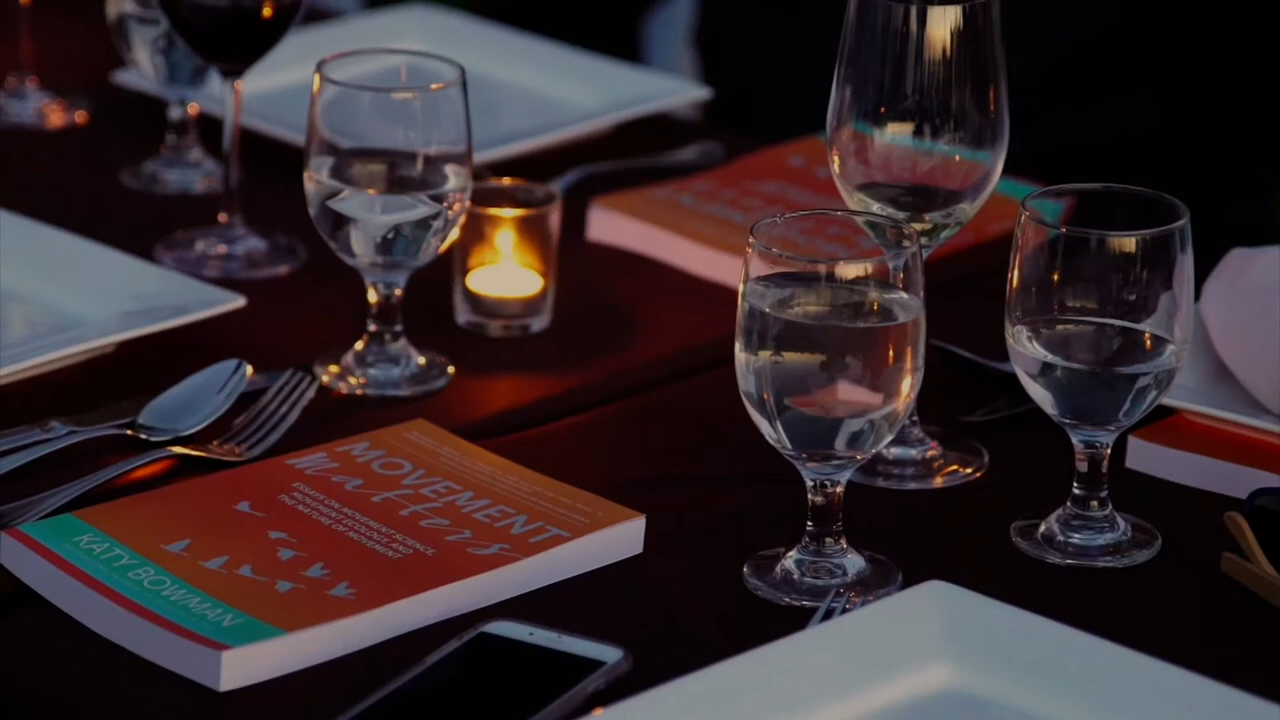 MOVEMENT
Matters
ESSAYS ON MOVEMENT SCIENCE,
MOVEMENT ECOLOGY, AND
THE NATURE OF MOVEMENT
KATY BOWMAN